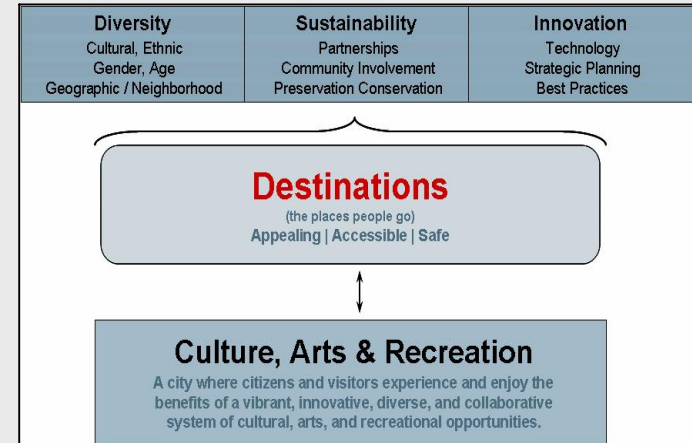 Diversity
Cultural, Ethnic
Gender, Age
Geographic / Neighborhood
Sustainability
Partnerships
Community Involvement
Preservation Conservation
Innovation
Technology
Strategic Planning
Best Practices
Destinations
(the places people go)
Appealing | Accessible | Safe
Culture, Arts & Recreation
A city where citizens and visitors experience and enjoy the
benefits of a vibrant, innovative, diverse, and collaborative
system of cultural, arts, and recreational opportunities.